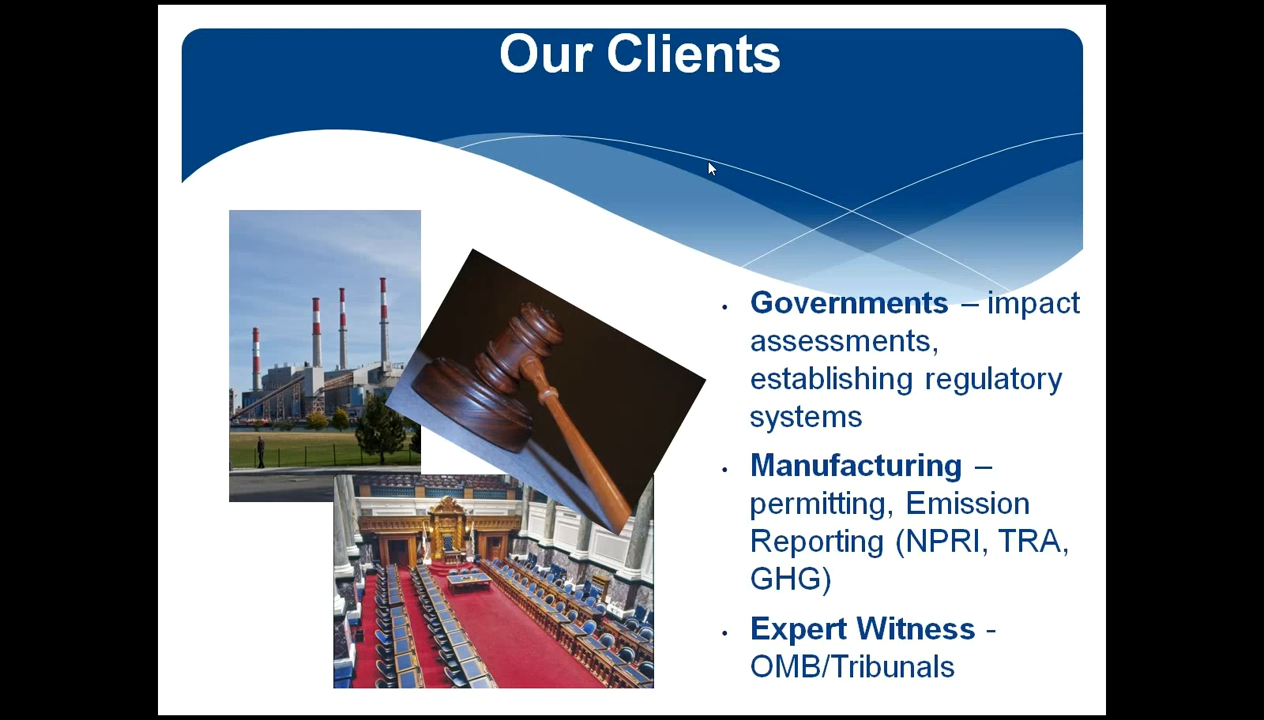 Our Clients
• Governments – impact
assessments,
establishing regulatory
systems
• Manufacturing –
permitting, Emission
Reporting (NPRI, TRA,
GHG)
• Expert Witness -
OMB/Tribunals